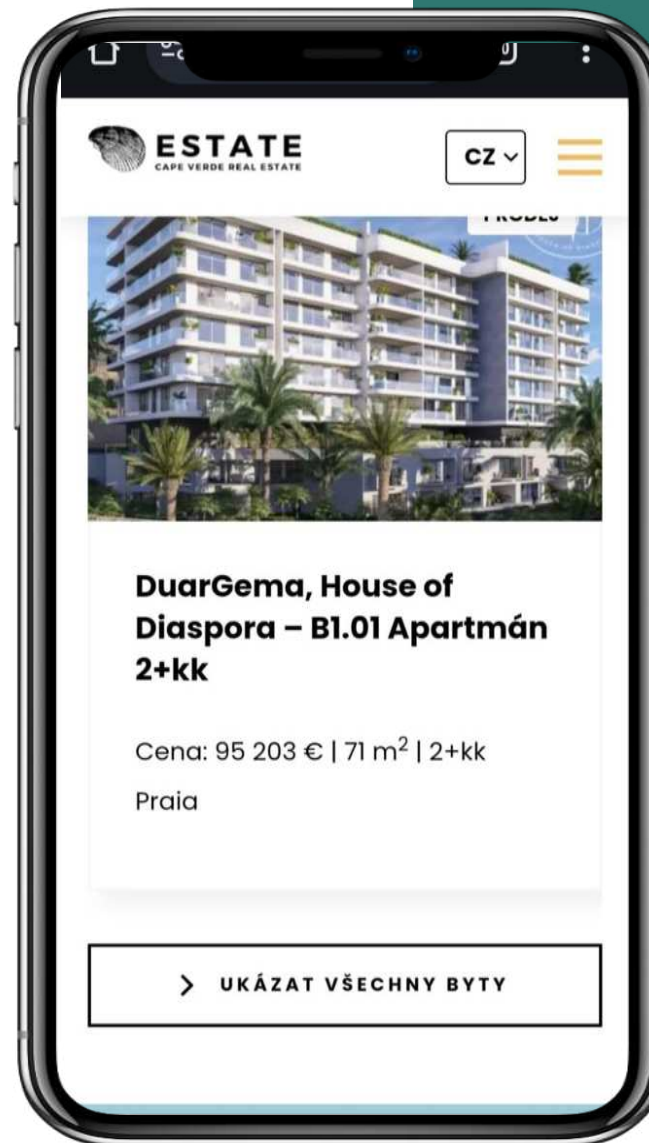 ESTATE
CAPE VERDE REAL ESTATE
CZ
PRODEJ
DuarGema, House of
Diaspora – B1.01 Apartmán
2+kk
Cena: 95 203 € | 71 m² | 2+kk
Praia
UKÁZAT VŠECHNY BYTY